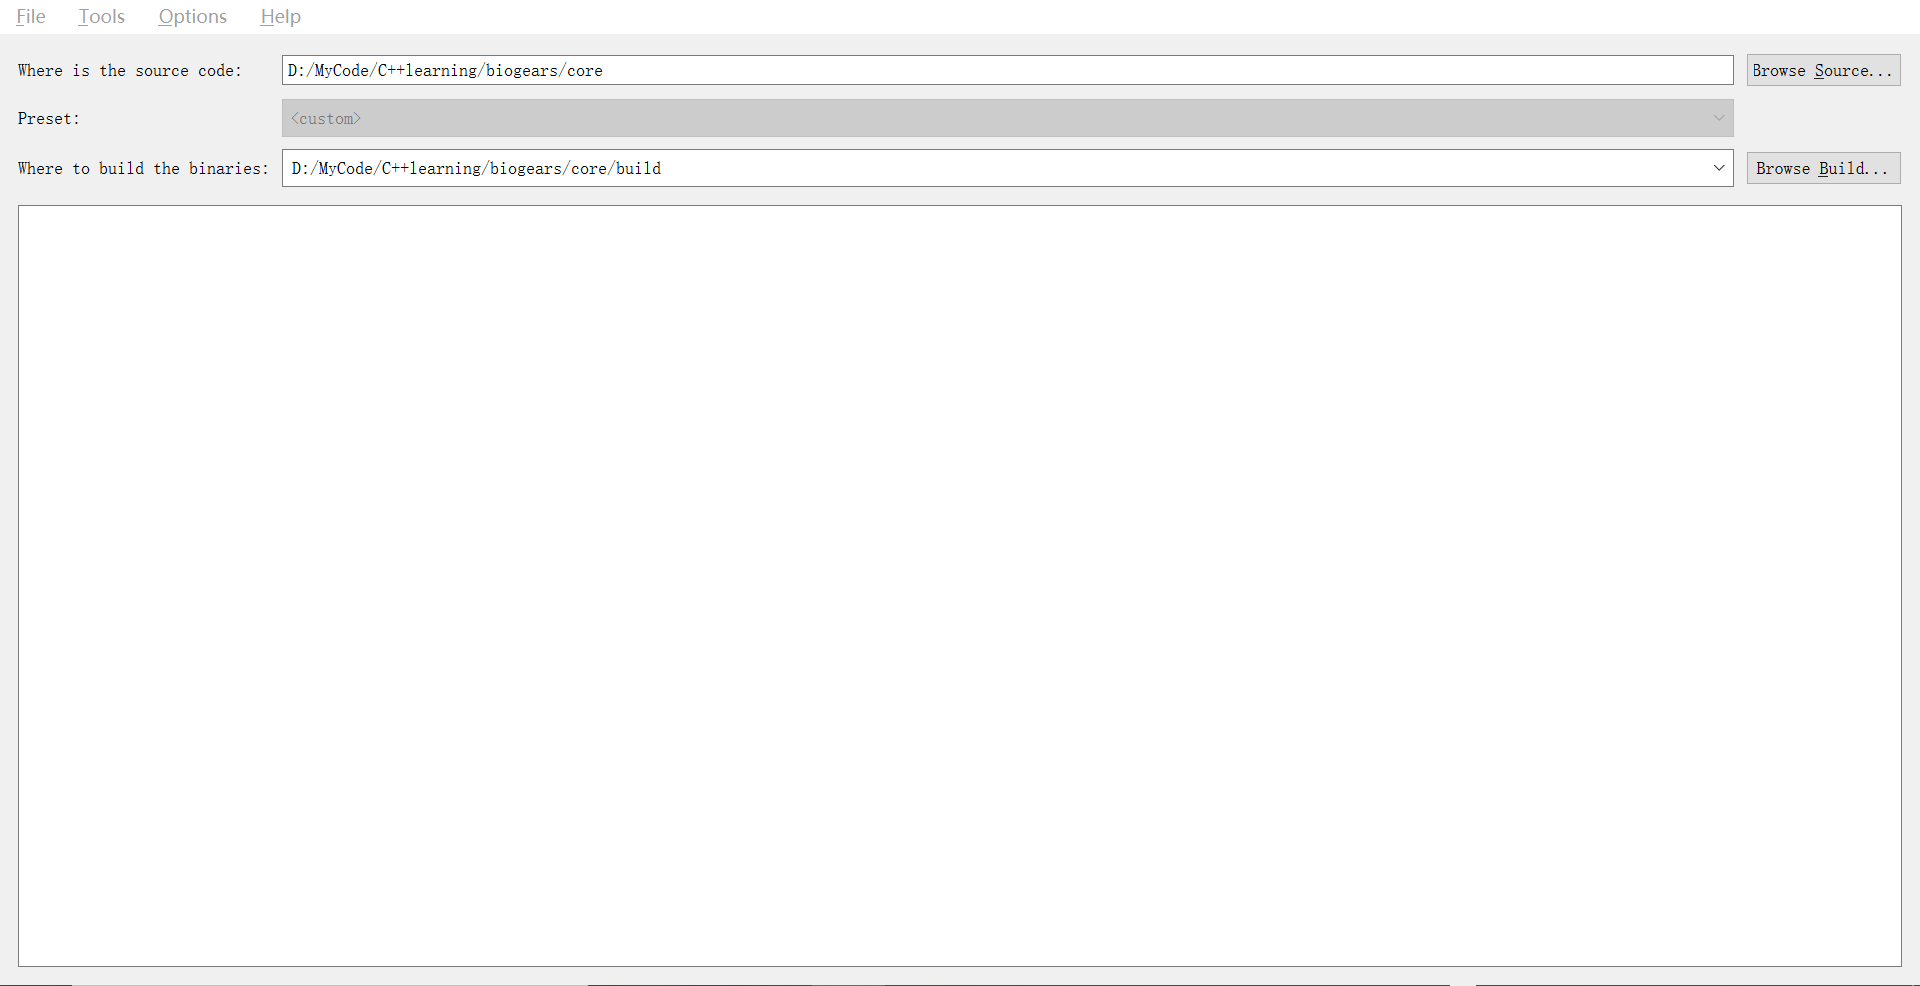 File Tools Options Help
Where is the source code: D:/MyCode/C++learning/biogears/core Browse Source...
Preset: <custom>
Where to build the binaries: D:/MyCode/C++learning/biogears/core/build Browse Build...